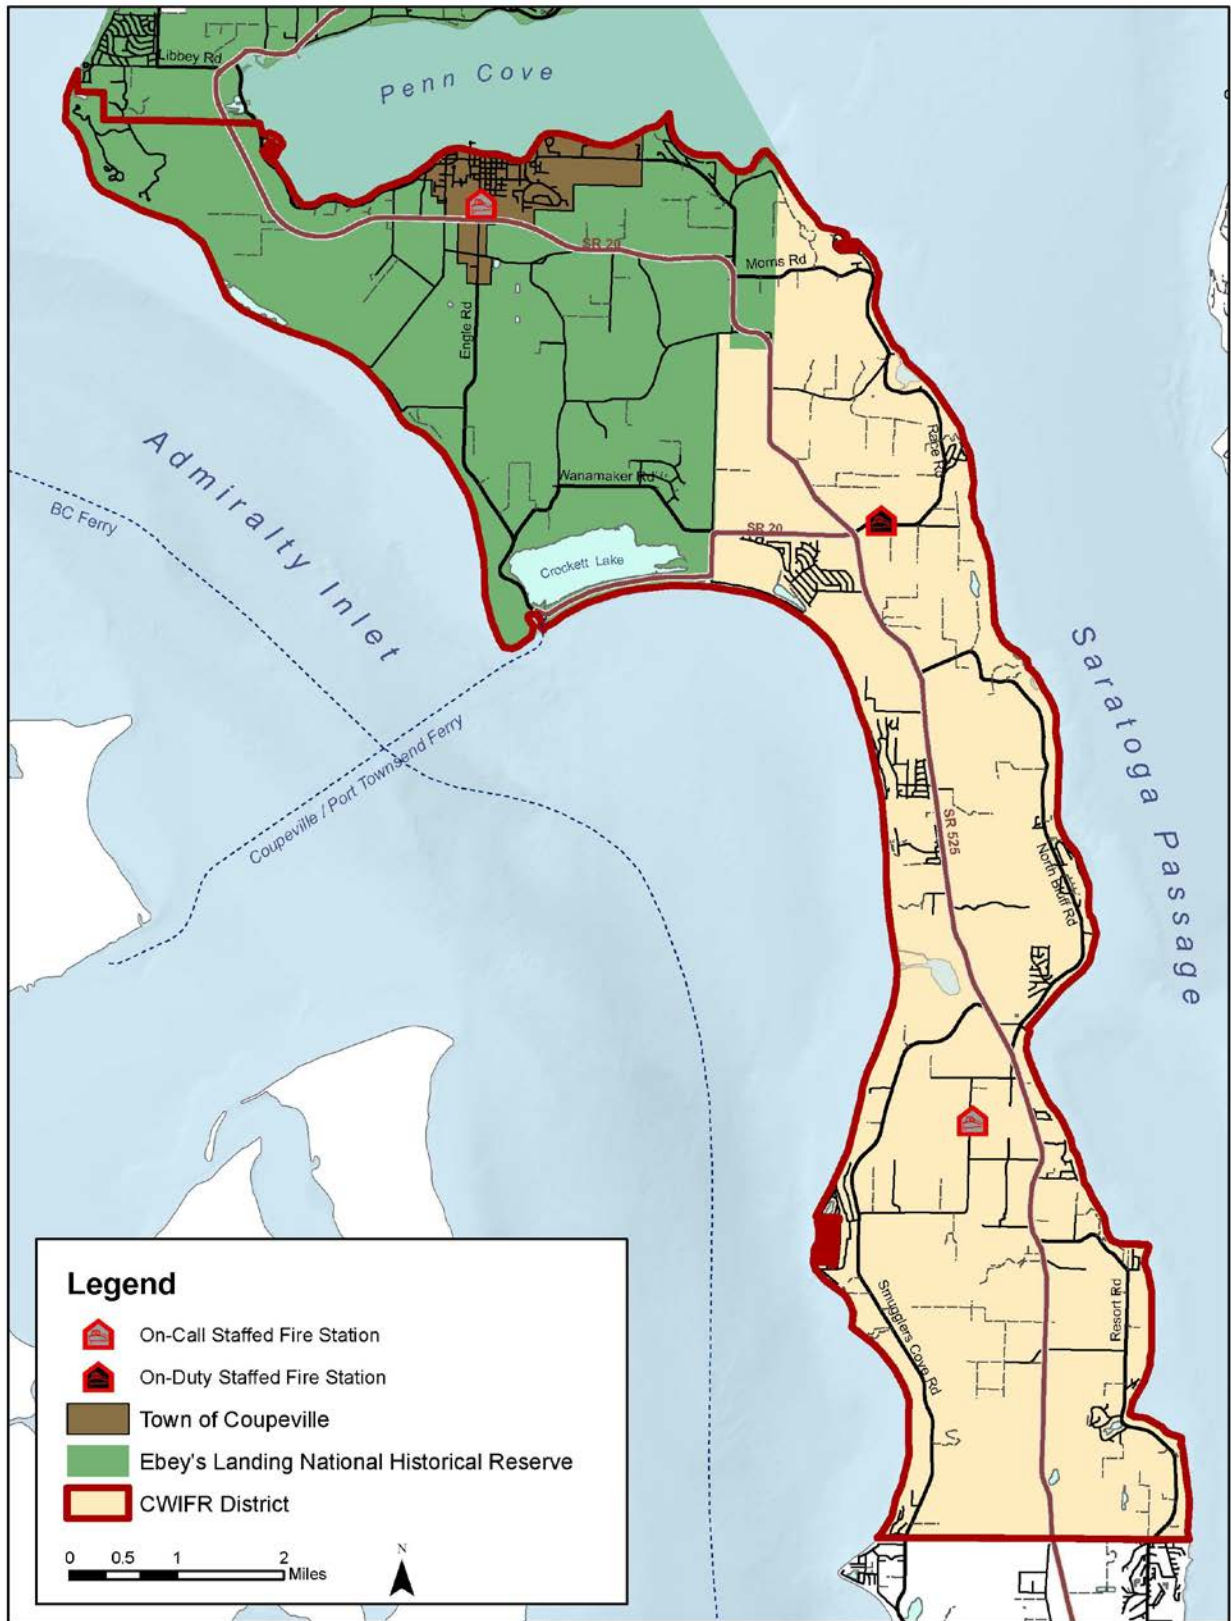 Libbey Rd
Penn Cove
SR 20
Morris Rd
Engle Rd
Race Rd
Wanamaker Rd
SR 20
Crockett Lake
Admiralty Inlet
BC Ferry
Coupeville / Port Townsend Ferry
Saratoga Passage
SR 525
North Bluff Rd
Smugglers Cove Rd
Resort Rd
Legend
On-Call Staffed Fire Station
On-Duty Staffed Fire Station
Town of Coupeville
Ebey's Landing National Historical Reserve
CWIFR District
N
0 0.5 1 2
Miles